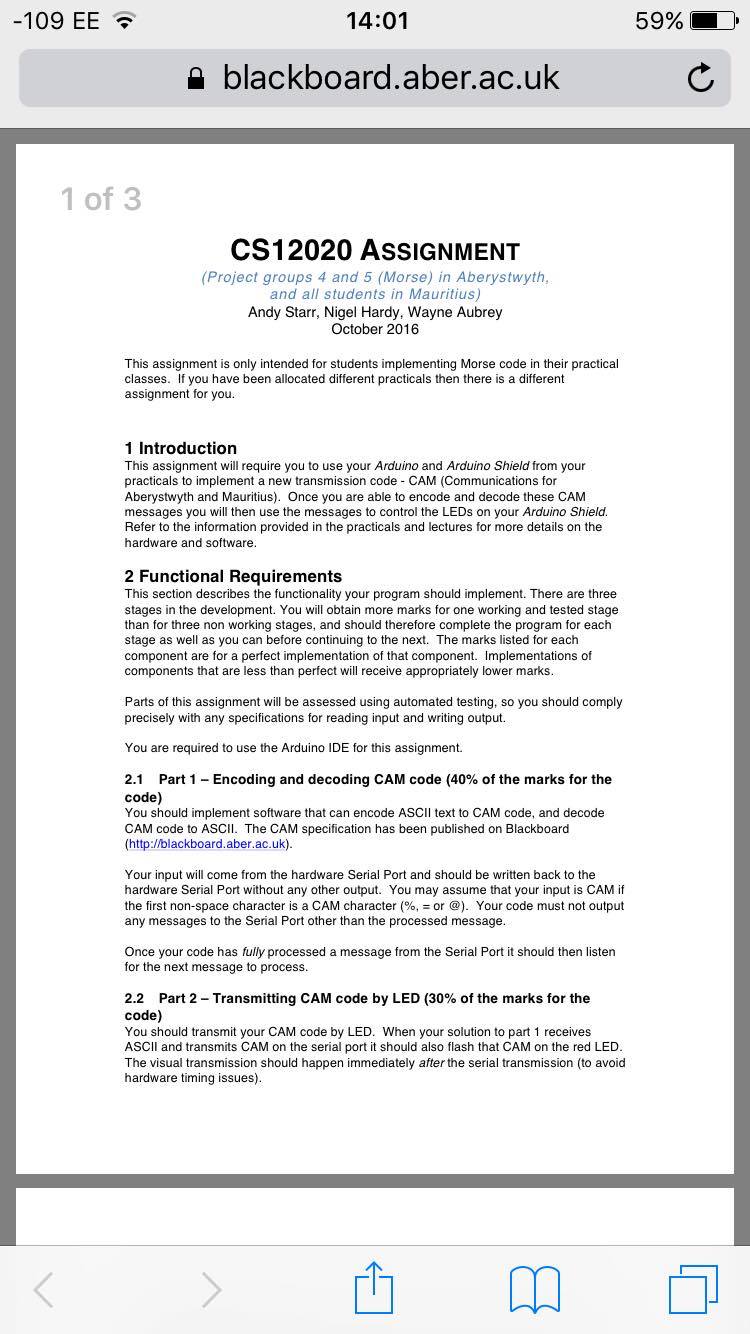 -109 EE 14:01 59%
blackboard.aber.ac.uk
1 of 3
CS12020 ASSIGNMENT
(Project groups 4 and 5 (Morse) in Aberystwyth,
and all students in Mauritius)
Andy Starr, Nigel Hardy, Wayne Aubrey
October 2016
This assignment is only intended for students implementing Morse code in their practical
classes. If you have been allocated different practicals then there is a different
assignment for you.
1 Introduction
This assignment will require you to use your Arduino and Arduino Shield from your
practicals to implement a new transmission code - CAM (Communications for
Aberystwyth and Mauritius). Once you are able to encode and decode these CAM
messages you will then use the messages to control the LEDs on your Arduino Shield.
Refer to the information provided in the practicals and lectures for more details on the
hardware and software.
2 Functional Requirements
This section describes the functionality your program should implement. There are three
stages in the development. You will obtain more marks for one working and tested stage
than for three non working stages, and should therefore complete the program for each
stage as well as you can before continuing to the next. The marks listed for each
component are for a perfect implementation of that component. Implementations of
components that are less than perfect will receive appropriately lower marks.
Parts of this assignment will be assessed using automated testing, so you should comply
precisely with any specifications for reading input and writing output.
You are required to use the Arduino IDE for this assignment.
2.1 Part 1 – Encoding and decoding CAM code (40% of the marks for the
code)
You should implement software that can encode ASCII text to CAM code, and decode
CAM code to ASCII. The CAM specification has been published on Blackboard
(http://blackboard.aber.ac.uk).
Your input will come from the hardware Serial Port and should be written back to the
hardware Serial Port without any other output. You may assume that your input is CAM if
the first non-space character is a CAM character (%, = or @). Your code must not output
any messages to the Serial Port other than the processed message.
Once your code has fully processed a message from the Serial Port it should then listen
for the next message to process.
2.2 Part 2 – Transmitting CAM code by LED (30% of the marks for the
code)
You should transmit your CAM code by LED. When your solution to part 1 receives
ASCII and transmits CAM on the serial port it should also flash that CAM on the red LED.
The visual transmission should happen immediately after the serial transmission (to avoid
hardware timing issues).